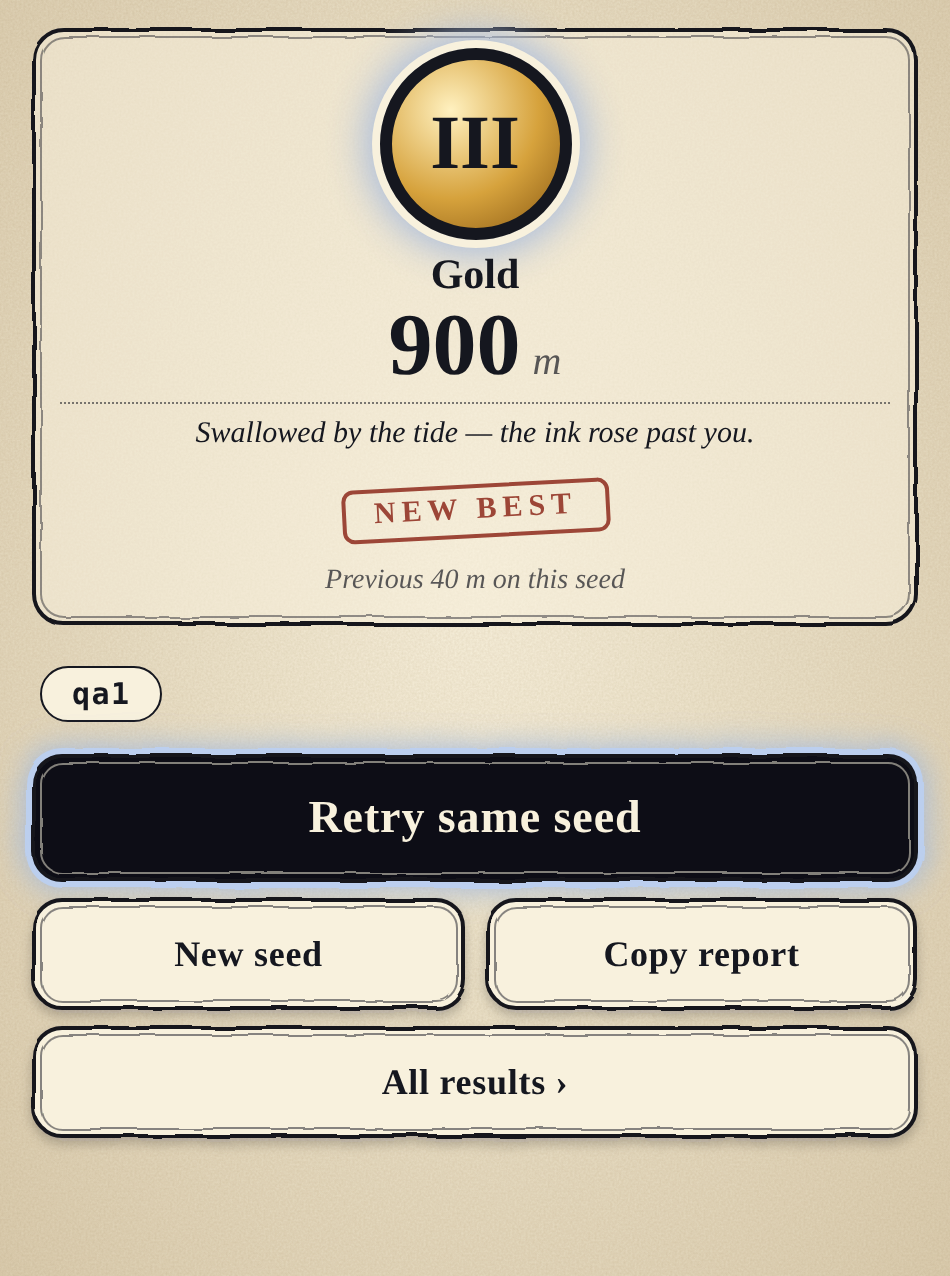 III
Gold
900 m
Swallowed by the tide — the ink rose past you.
NEW BEST
Previous 40 m on this seed
qa1
Retry same seed
New seed
Copy report
All results ›